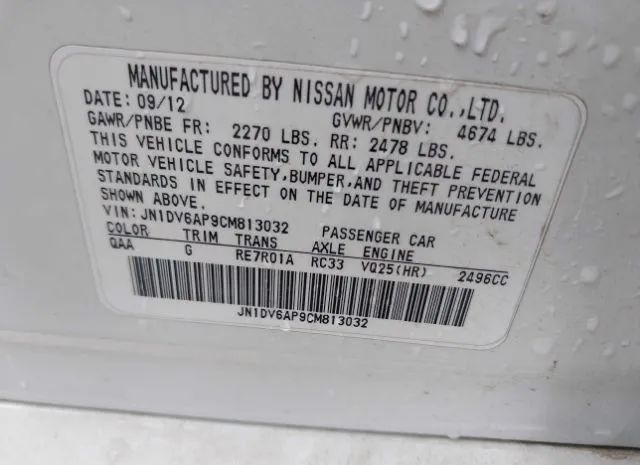 MANUFACTURED BY NISSAN MOTOR CO.,LTD.
DATE: 09/12 GVWR/PNBV: 4674 LBS.
GAWR/PNBE FR: 2270 LBS. RR: 2478 LBS.
THIS VEHICLE CONFORMS TO ALL APPLICABLE FEDERAL
MOTOR VEHICLE SAFETY,BUMPER,AND THEFT PREVENTION
STANDARDS IN EFFECT ON THE DATE OF MANUFACTURE
SHOWN ABOVE.
VIN: JN1DV6AP9CM813032 PASSENGER CAR
COLOR TRIM TRANS AXLE ENGINE
QAA G RE7R01A RC33 VQ25(HR) 2496CC
JN1DV6AP9CM813032